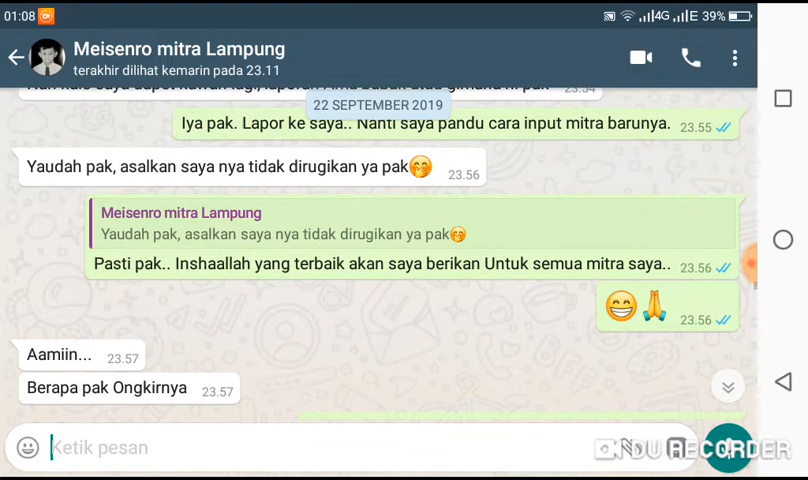 01:08
4G E 39%
Meisenro mitra Lampung
terakhir dilihat kemarin pada 23.11
22 SEPTEMBER 2019
Iya pak. Lapor ke saya.. Nanti saya pandu cara input mitra barunya. 23.55
Yaudah pak, asalkan saya nya tidak dirugikan ya pak🤭 23.56
Meisenro mitra Lampung
Yaudah pak, asalkan saya nya tidak dirugikan ya pak🤭
Pasti pak.. Inshaallah yang terbaik akan saya berikan Untuk semua mitra saya.. 23.56
😁🙏 23.56
Aamiin... 23.57
Berapa pak Ongkirnya 23.57
Ketik pesan
DU RECORDER